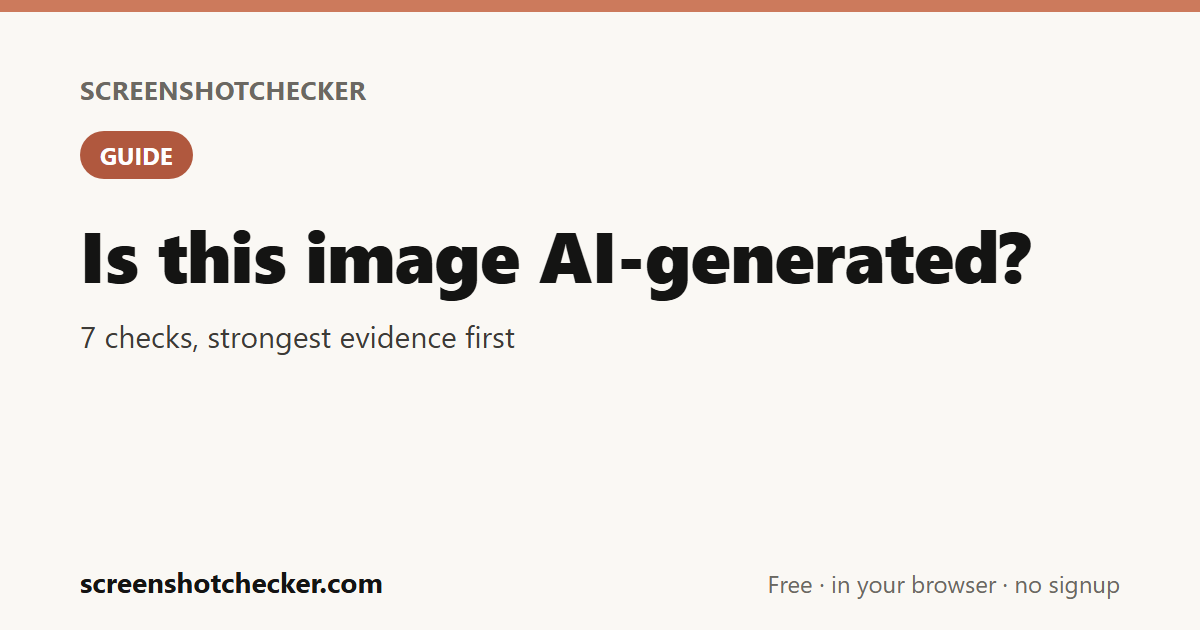 SCREENSHOTCHECKER
GUIDE
Is this image AI-generated?
7 checks, strongest evidence first
screenshotchecker.com
Free · in your browser · no signup